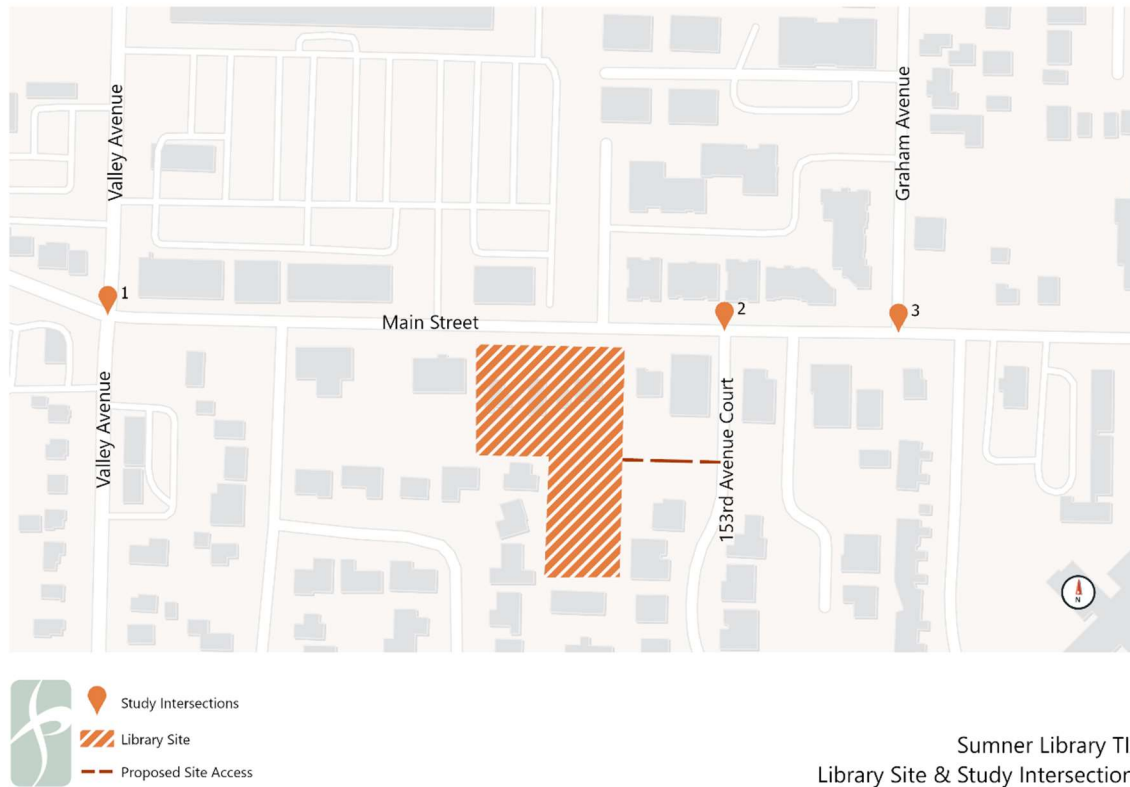 Valley Avenue
Graham Avenue
1
2
3
Main Street
Valley Avenue
153rd Avenue Court
N
Study Intersections
Library Site
Proposed Site Access
Sumner Library TI
Library Site & Study Intersection